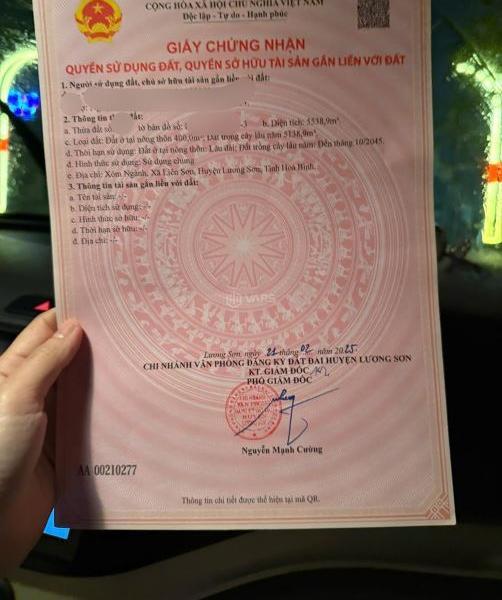 CỘNG HÒA XÃ HỘI CHỦ NGHĨA VIỆT NAM
Độc lập - Tự do - Hạnh phúc
GIẤY CHỨNG NHẬN
QUYỀN SỬ DỤNG ĐẤT, QUYỀN SỞ HỮU TÀI SẢN GẮN LIỀN VỚI ĐẤT
1. Người sử dụng đất, chủ sở hữu tài sản gắn liền đất:
2. Thông tin đất:
a. Thửa đất số: tờ bản đồ số: b. Diện tích: 5538,9m²
c. Loại đất: Đất ở tại nông thôn 400,0m²; Đất trồng cây lâu năm 5138,9m².
d. Thời hạn sử dụng: Đất ở tại nông thôn: Lâu dài; Đất trồng cây lâu năm: Đến tháng 10/2045.
đ. Hình thức sử dụng: Sử dụng chung
e. Địa chỉ: Xóm Ngành, Xã Liên Sơn, Huyện Lương Sơn, Tỉnh Hòa Bình.
3. Thông tin tài sản gắn liền với đất:
a. Tên tài sản: -/-
b. Diện tích sử dụng: -/-
c. Hình thức sở hữu: -/-
d. Thời hạn sở hữu: -/-
đ. Địa chỉ: -/-
VARS
Lương Sơn, ngày 21 tháng 02 năm 2025
CHI NHÁNH VĂN PHÒNG ĐĂNG KÝ ĐẤT ĐAI HUYỆN LƯƠNG SƠN
KT. GIÁM ĐỐC
PHÓ GIÁM ĐỐC
Nguyễn Mạnh Cường
AA 00210277
Thông tin chi tiết được thể hiện tại mã QR.